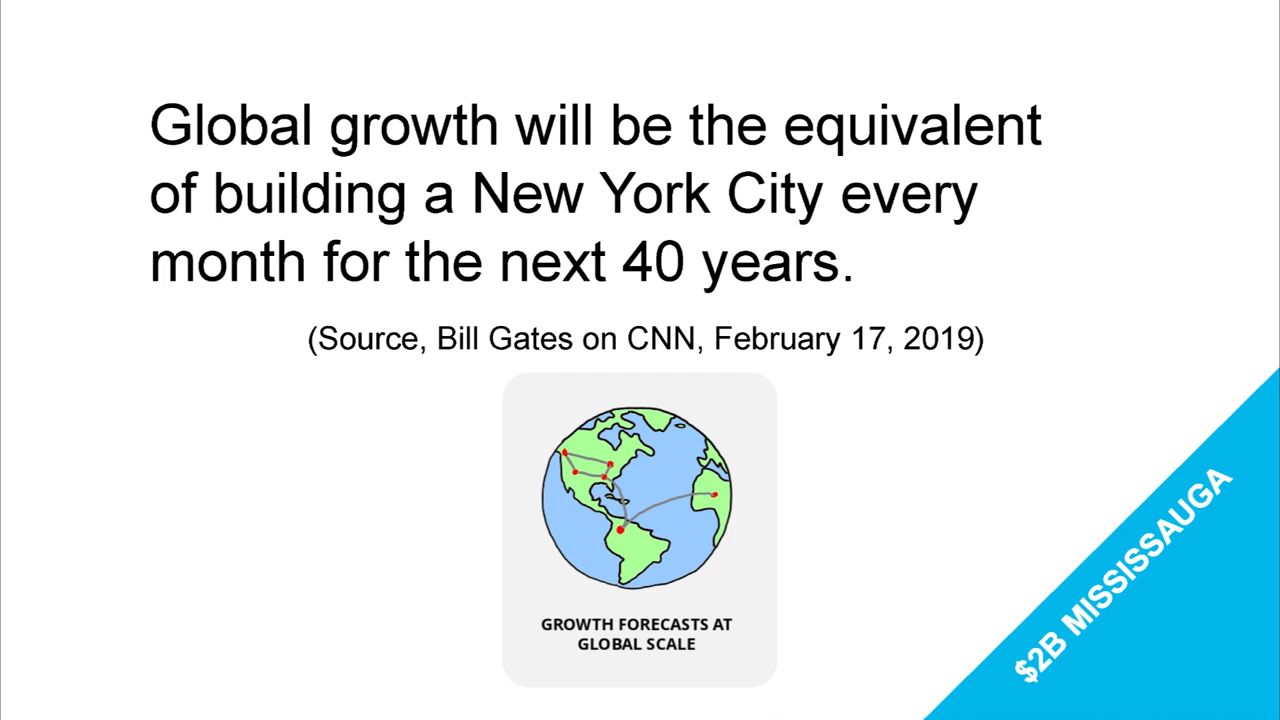 Global growth will be the equivalent
of building a New York City every
month for the next 40 years.
(Source, Bill Gates on CNN, February 17, 2019)
GROWTH FORECASTS AT
GLOBAL SCALE
$2B MISSISSAUGA